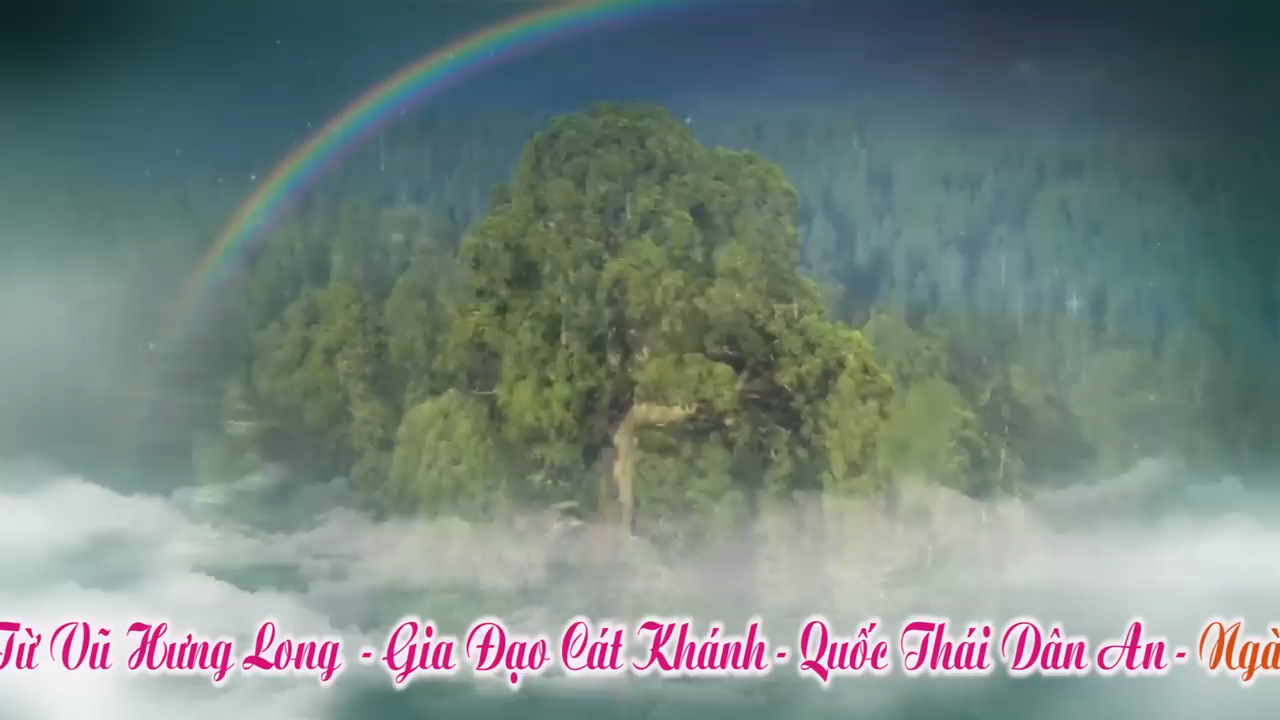 Từ Vũ Hưng Long - Gia Đạo Cát Khánh - Quốc Thái Dân An -